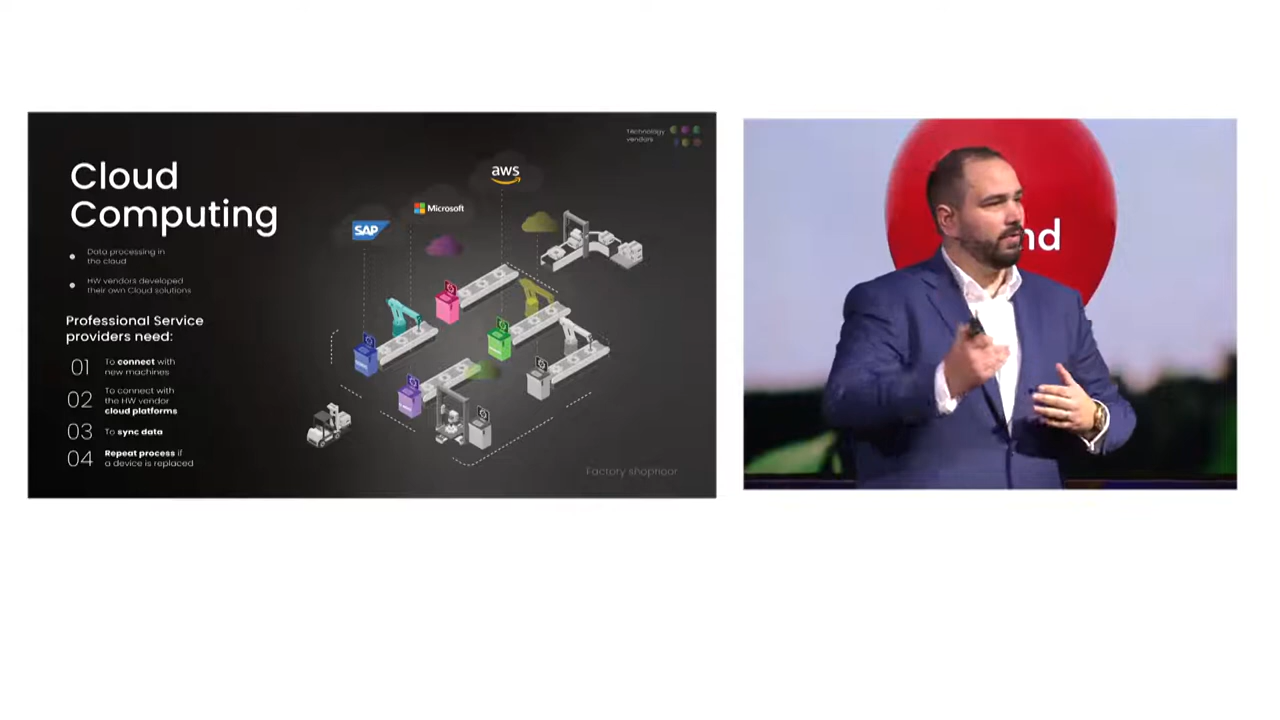 Technology
vendors
Cloud
Computing
aws
Microsoft
SAP
Data processing in
the cloud
HW vendors developed
their own Cloud solutions
Professional Service
providers need:
01
To connect with
new machines
02
To connect with
the HW vendor
cloud platforms
03
To sync data
04
Repeat process if
a device is replaced
Factory shopfloor
nd